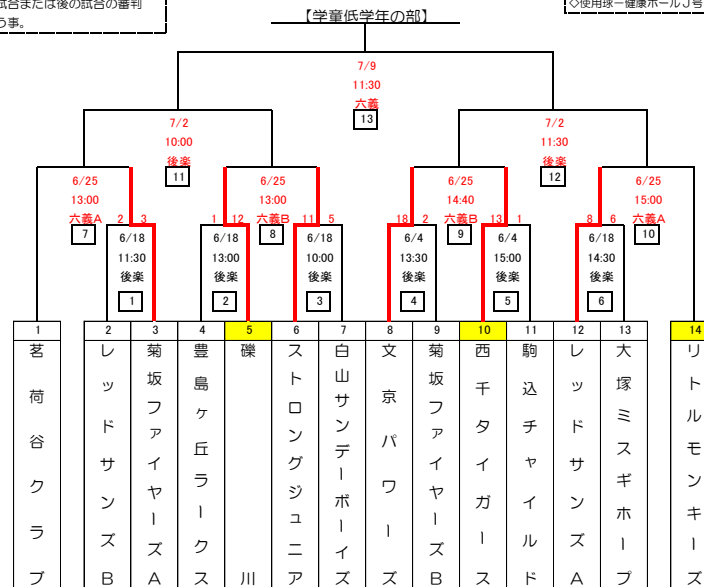 試合または後の試合の審判
う事。
【学童低学年の部】
◇使用球ー健康ボールJ号
7/9
11:30
六義
13
7/2
10:00
後楽
11
7/2
11:30
後楽
12
6/25
13:00
六義A
7
6/25
13:00
六義B
8
6/25
14:40
六義B
9
6/25
15:00
六義A
10
2 3
1 12
11 5
18 2
13 1
8 6
6/18
11:30
後楽
1
6/18
13:00
後楽
2
6/18
10:00
後楽
3
6/4
13:30
後楽
4
6/4
15:00
後楽
5
6/18
14:30
後楽
6
1
茗荷谷クラブ
2
レッドサンズB
3
菊坂ファイヤーズA
4
豊島ヶ丘ラークス
5
礫川
6
ストロングジュニア
7
白山サンデーボーイズ
8
文京パワーズ
9
菊坂ファイヤーズB
10
西千タイガース
11
駒込チャイルド
12
レッドサンズA
13
大塚ミスギホープ
14
リトルモンキーズ